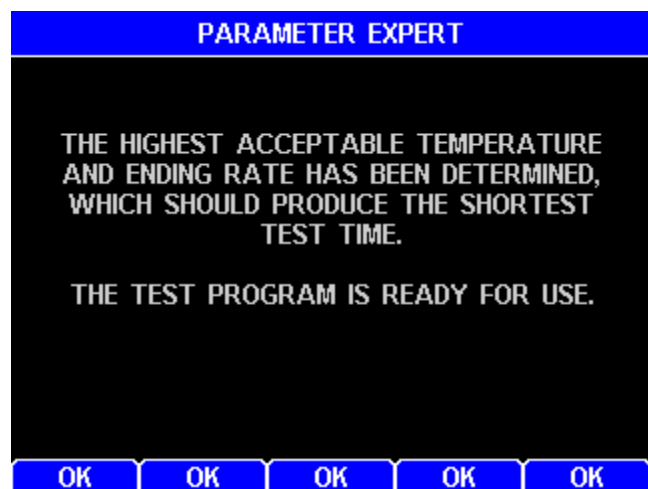 PARAMETER EXPERT
THE HIGHEST ACCEPTABLE TEMPERATURE
AND ENDING RATE HAS BEEN DETERMINED,
WHICH SHOULD PRODUCE THE SHORTEST
TEST TIME.
THE TEST PROGRAM IS READY FOR USE.
OK OK OK OK OK